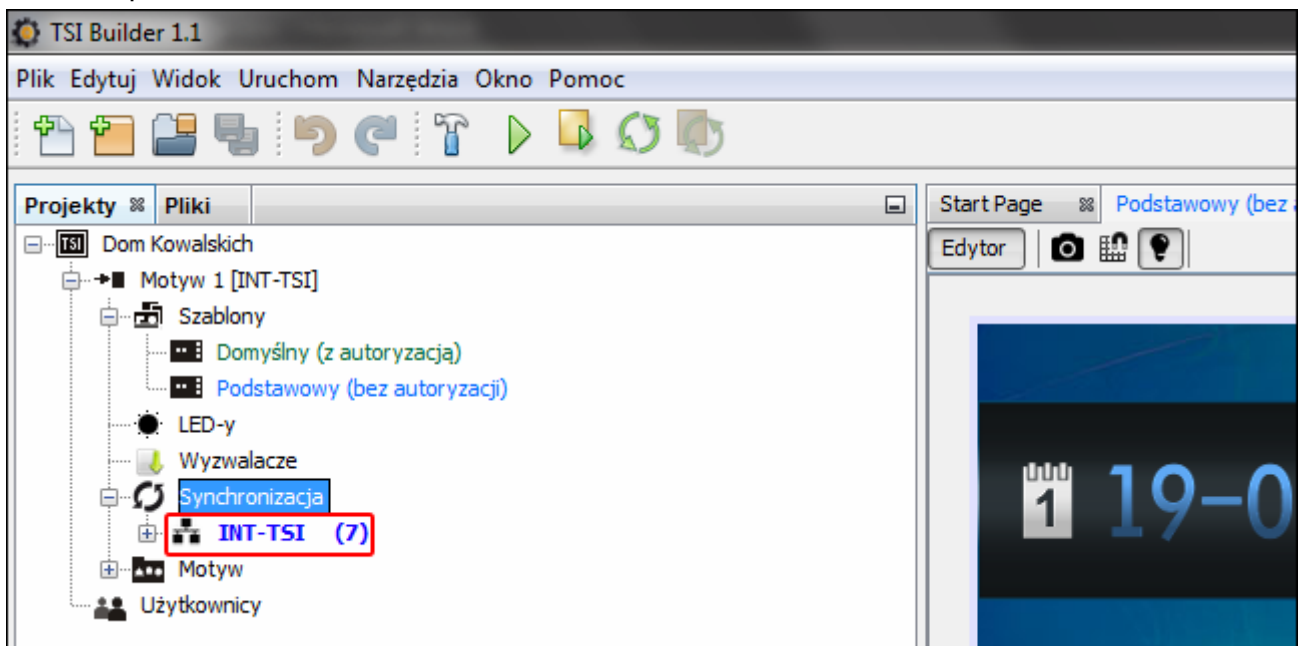 TSI Builder 1.1
Plik Edytuj Widok Uruchom Narzędzia Okno Pomoc
Projekty Pliki
Start Page Podstawowy (bez
Edytor
TSI Dom Kowalskich
Motyw 1 [INT-TSI]
Szablony
Domyślny (z autoryzacją)
Podstawowy (bez autoryzacji)
LED-y
Wyzwalacze
Synchronizacja
INT-TSI (7)
Motyw
Użytkownicy
1 19-0